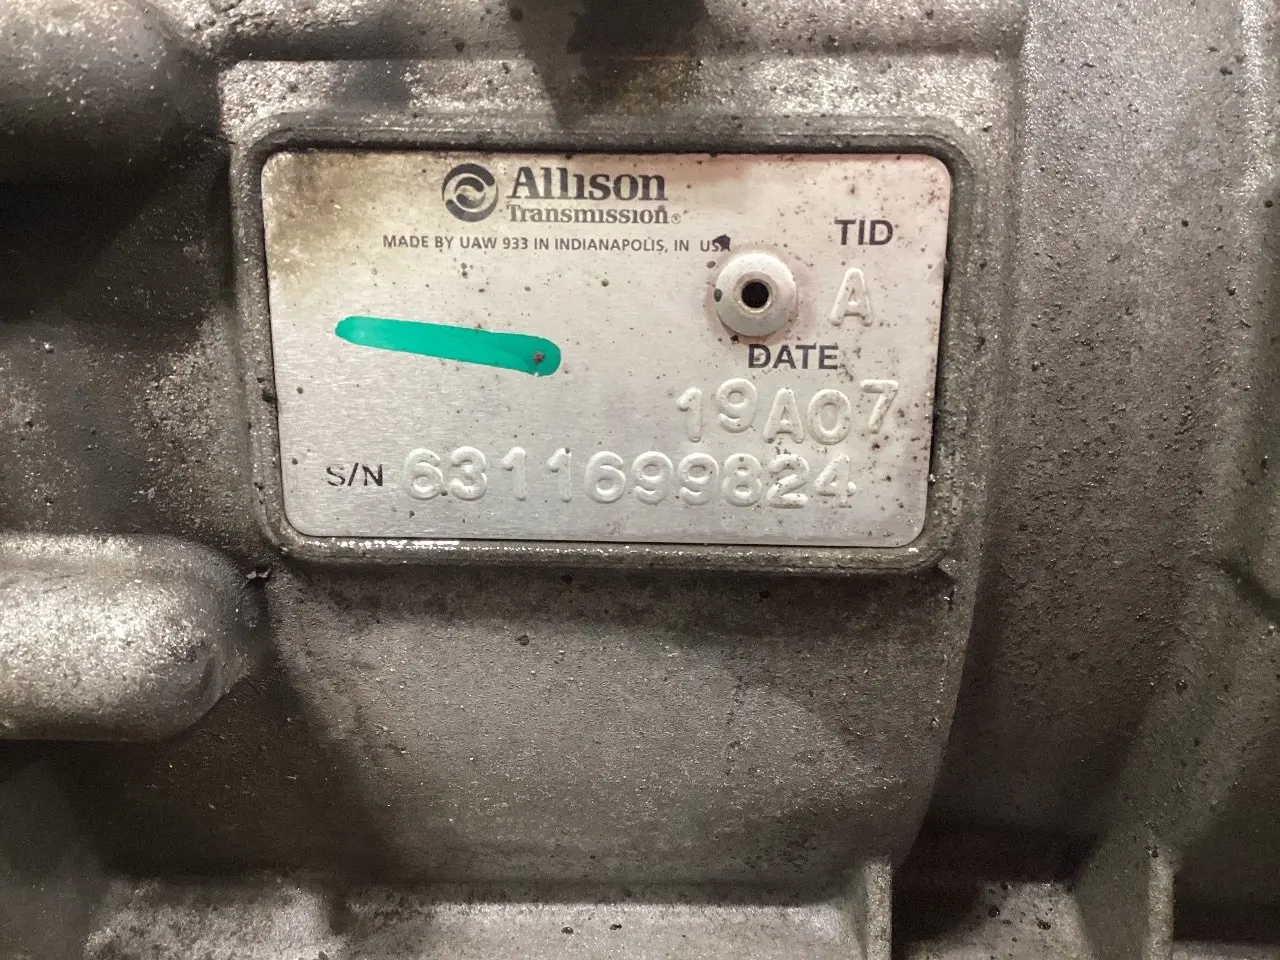 Allison
Transmission®
MADE BY UAW 933 IN INDIANAPOLIS, IN USA
TID
A
DATE
19A07
S/N 6311699824